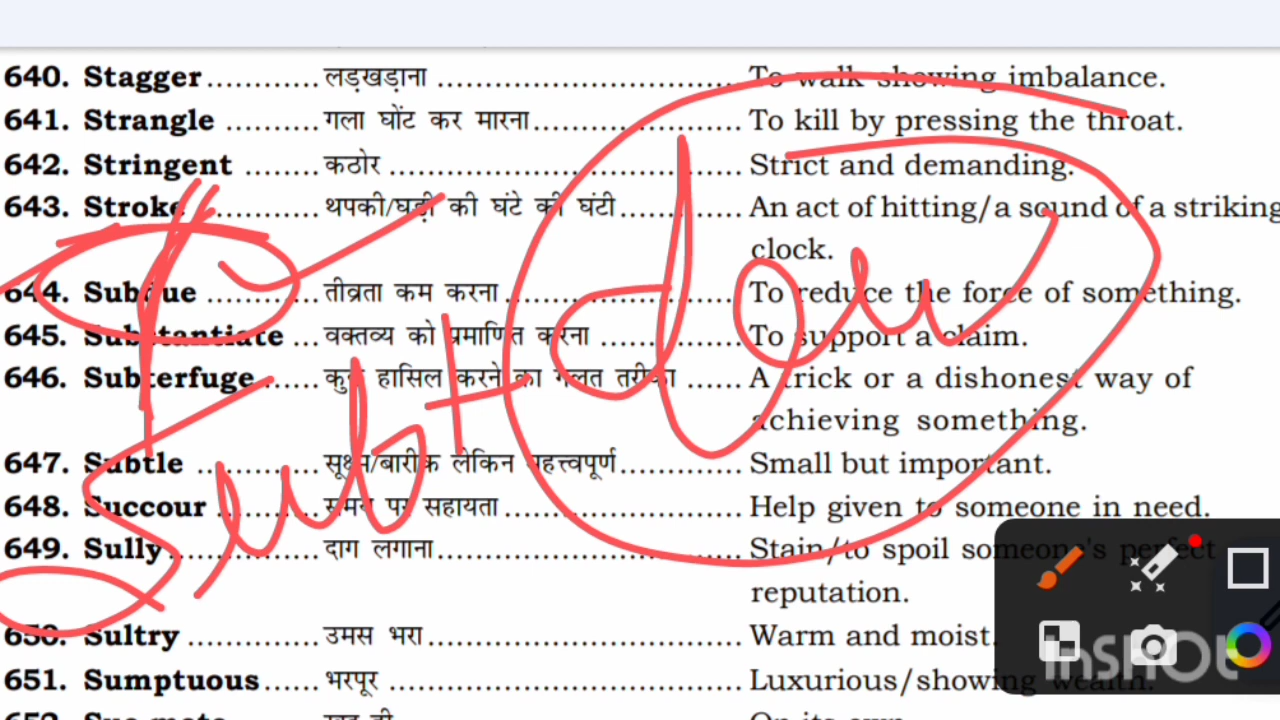 640. Stagger.......... लड़खड़ाना ........................... To walk showing imbalance.
641. Strangle .......... गला घोंट कर मारना.................... To kill by pressing the throat.
642. Stringent ........ कठोर ................................ Strict and demanding.
643. Stroke ........... थपकी/घड़ी की घंटे की घंटी............ An act of hitting/a sound of a striking
clock.
644. Subdue .......... तीव्रता कम करना ...................... To reduce the force of something.
645. Substantiate ... वक्तव्य को प्रमाणित करना ............. To support a claim.
646. Subterfuge...... कुछ हासिल करने का गलत तरीका ...... A trick or a dishonest way of
achieving something.
647. Subtle ............ सूक्ष्म/बारीक लेकिन महत्त्वपूर्ण............ Small but important.
648. Succour ......... समय पर सहायता ...................... Help given to someone in need.
649. Sully.............. दाग लगाना............................ Stain/to spoil someone's perfect
reputation.
650. Sultry ............ उमस भरा............................. Warm and moist.
651. Sumptuous...... भरपूर ................................. Luxurious/showing wealth.
Sub+
InSHOT